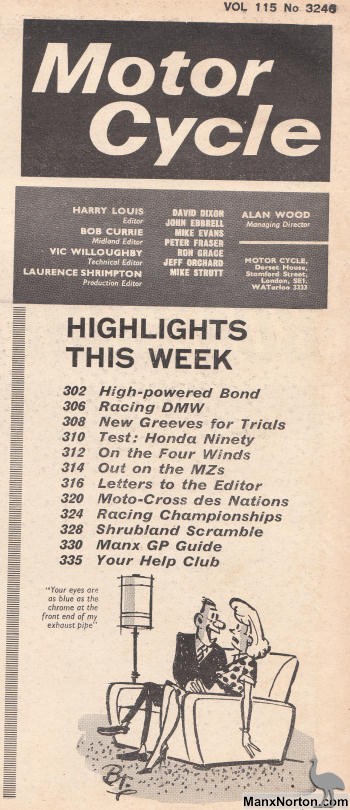 VOL 115 No 3246
Motor
Cycle
HARRY LOUIS
Editor
BOB CURRIE
Midland Editor
VIC WILLOUGHBY
Technical Editor
LAURENCE SHRIMPTON
Production Editor
DAVID DIXON
JOHN EBBRELL
MIKE EVANS
PETER FRASER
RON GRACE
JEFF ORCHARD
MIKE STRUTT
ALAN WOOD
Managing Director
MOTOR CYCLE,
Dorset House,
Stamford Street,
London, SE1.
WATerloo 3333
HIGHLIGHTS
THIS WEEK
302 High-powered Bond
306 Racing DMW
308 New Greeves for Trials
310 Test: Honda Ninety
312 On the Four Winds
314 Out on the MZs
316 Letters to the Editor
320 Moto-Cross des Nations
324 Racing Championships
328 Shrubland Scramble
330 Manx GP Guide
335 Your Help Club
"Your eyes are
as blue as the
chrome at the
front end of my
exhaust pipe"
ManxNorton.com